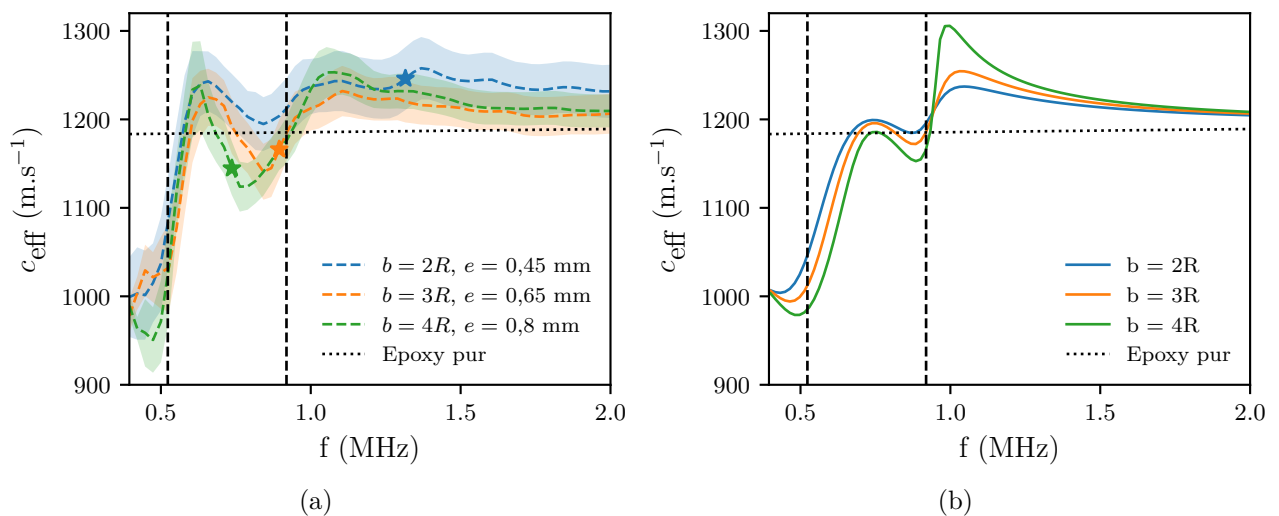 1300
1200
1100
1000
900
c_eff (m.s⁻¹)
b = 2R, e = 0,45 mm
b = 3R, e = 0,65 mm
b = 4R, e = 0,8 mm
Epoxy pur
0.5 1.0 1.5 2.0
f (MHz)
(a)
1300
1200
1100
1000
900
c_eff (m.s⁻¹)
b = 2R
b = 3R
b = 4R
Epoxy pur
0.5 1.0 1.5 2.0
f (MHz)
(b)